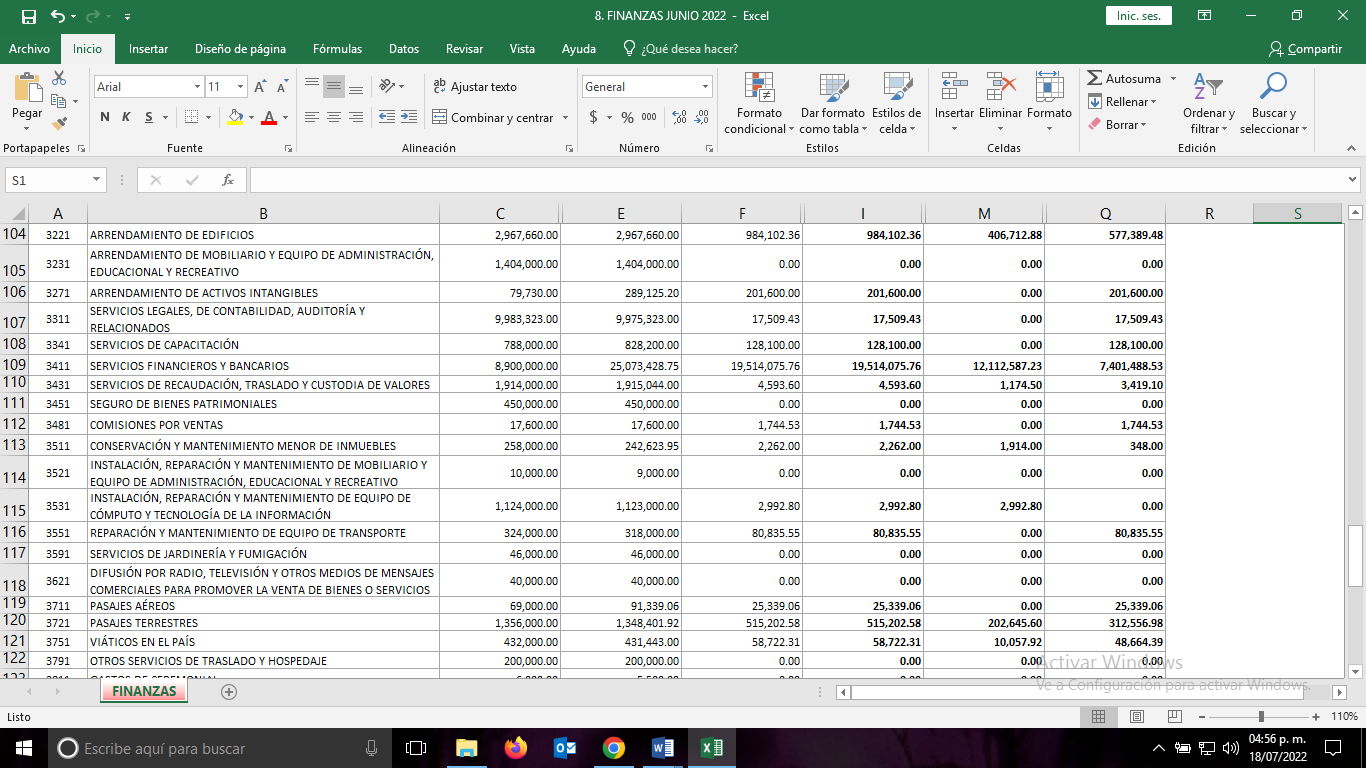 8. FINANZAS JUNIO 2022 - Excel
Inic. ses.
Archivo Inicio Insertar Diseño de página Fórmulas Datos Revisar Vista Ayuda ¿Qué desea hacer? Compartir
Pegar
Arial 11
Ajustar texto
General
Autosuma
Rellenar
Borrar
N K S
Combinar y centrar
$ % 000
Formato condicional
Dar formato como tabla
Estilos de celda
Insertar Eliminar Formato
Ordenar y filtrar
Buscar y seleccionar
Portapapeles Fuente Alineación Número Estilos Celdas Edición
S1 fx
A B C E F I M Q R S
104 3221 ARRENDAMIENTO DE EDIFICIOS 2,967,660.00 2,967,660.00 984,102.36 984,102.36 406,712.88 577,389.48
105 3231 ARRENDAMIENTO DE MOBILIARIO Y EQUIPO DE ADMINISTRACIÓN,
EDUCACIONAL Y RECREATIVO 1,404,000.00 1,404,000.00 0.00 0.00 0.00 0.00
106 3271 ARRENDAMIENTO DE ACTIVOS INTANGIBLES 79,730.00 289,125.20 201,600.00 201,600.00 0.00 201,600.00
107 3311 SERVICIOS LEGALES, DE CONTABILIDAD, AUDITORÍA Y
RELACIONADOS 9,983,323.00 9,975,323.00 17,509.43 17,509.43 0.00 17,509.43
108 3341 SERVICIOS DE CAPACITACIÓN 788,000.00 828,200.00 128,100.00 128,100.00 0.00 128,100.00
109 3411 SERVICIOS FINANCIEROS Y BANCARIOS 8,900,000.00 25,073,428.75 19,514,075.76 19,514,075.76 12,112,587.23 7,401,488.53
110 3431 SERVICIOS DE RECAUDACIÓN, TRASLADO Y CUSTODIA DE VALORES 1,914,000.00 1,915,044.00 4,593.60 4,593.60 1,174.50 3,419.10
111 3451 SEGURO DE BIENES PATRIMONIALES 450,000.00 450,000.00 0.00 0.00 0.00 0.00
112 3481 COMISIONES POR VENTAS 17,600.00 17,600.00 1,744.53 1,744.53 0.00 1,744.53
113 3511 CONSERVACIÓN Y MANTENIMIENTO MENOR DE INMUEBLES 258,000.00 242,623.95 2,262.00 2,262.00 1,914.00 348.00
114 3521 INSTALACIÓN, REPARACIÓN Y MANTENIMIENTO DE MOBILIARIO Y
EQUIPO DE ADMINISTRACIÓN, EDUCACIONAL Y RECREATIVO 10,000.00 9,000.00 0.00 0.00 0.00 0.00
115 3531 INSTALACIÓN, REPARACIÓN Y MANTENIMIENTO DE EQUIPO DE
CÓMPUTO Y TECNOLOGÍA DE LA INFORMACIÓN 1,124,000.00 1,123,000.00 2,992.80 2,992.80 2,992.80 0.00
116 3551 REPARACIÓN Y MANTENIMIENTO DE EQUIPO DE TRANSPORTE 324,000.00 318,000.00 80,835.55 80,835.55 0.00 80,835.55
117 3591 SERVICIOS DE JARDINERÍA Y FUMIGACIÓN 46,000.00 46,000.00 0.00 0.00 0.00 0.00
118 3621 DIFUSIÓN POR RADIO, TELEVISIÓN Y OTROS MEDIOS DE MENSAJES
COMERCIALES PARA PROMOVER LA VENTA DE BIENES O SERVICIOS 40,000.00 40,000.00 0.00 0.00 0.00 0.00
119 3711 PASAJES AÉREOS 69,000.00 91,339.06 25,339.06 25,339.06 0.00 25,339.06
120 3721 PASAJES TERRESTRES 1,356,000.00 1,348,401.92 515,202.58 515,202.58 202,645.60 312,556.98
121 3751 VIÁTICOS EN EL PAÍS 432,000.00 431,443.00 58,722.31 58,722.31 10,057.92 48,664.39
122 3791 OTROS SERVICIOS DE TRASLADO Y HOSPEDAJE 200,000.00 200,000.00 0.00 0.00 0.00 0.00
Activar Windows
Ve a Configuración para activar Windows.
FINANZAS
Listo 110%
Escribe aquí para buscar
04:56 p. m.
18/07/2022